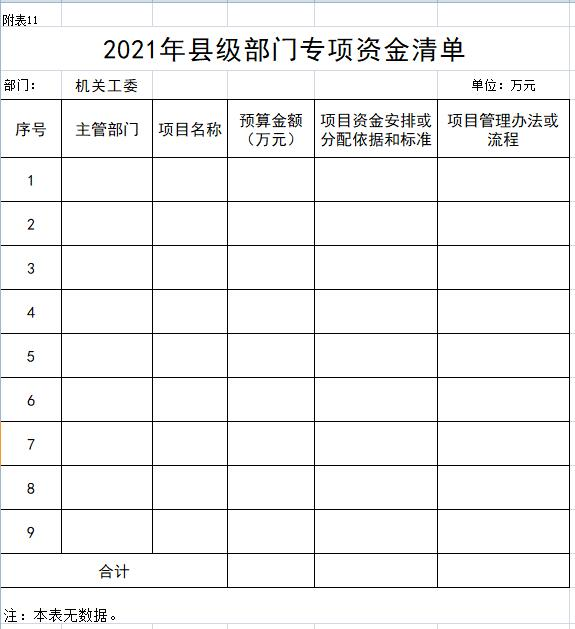 附表11
2021年县级部门专项资金清单
部门： 机关工委 单位：万元
序号 主管部门 项目名称 预算金额（万元） 项目资金安排或分配依据和标准 项目管理办法或流程
1
2
3
4
5
6
7
8
9
合计
注：本表无数据。